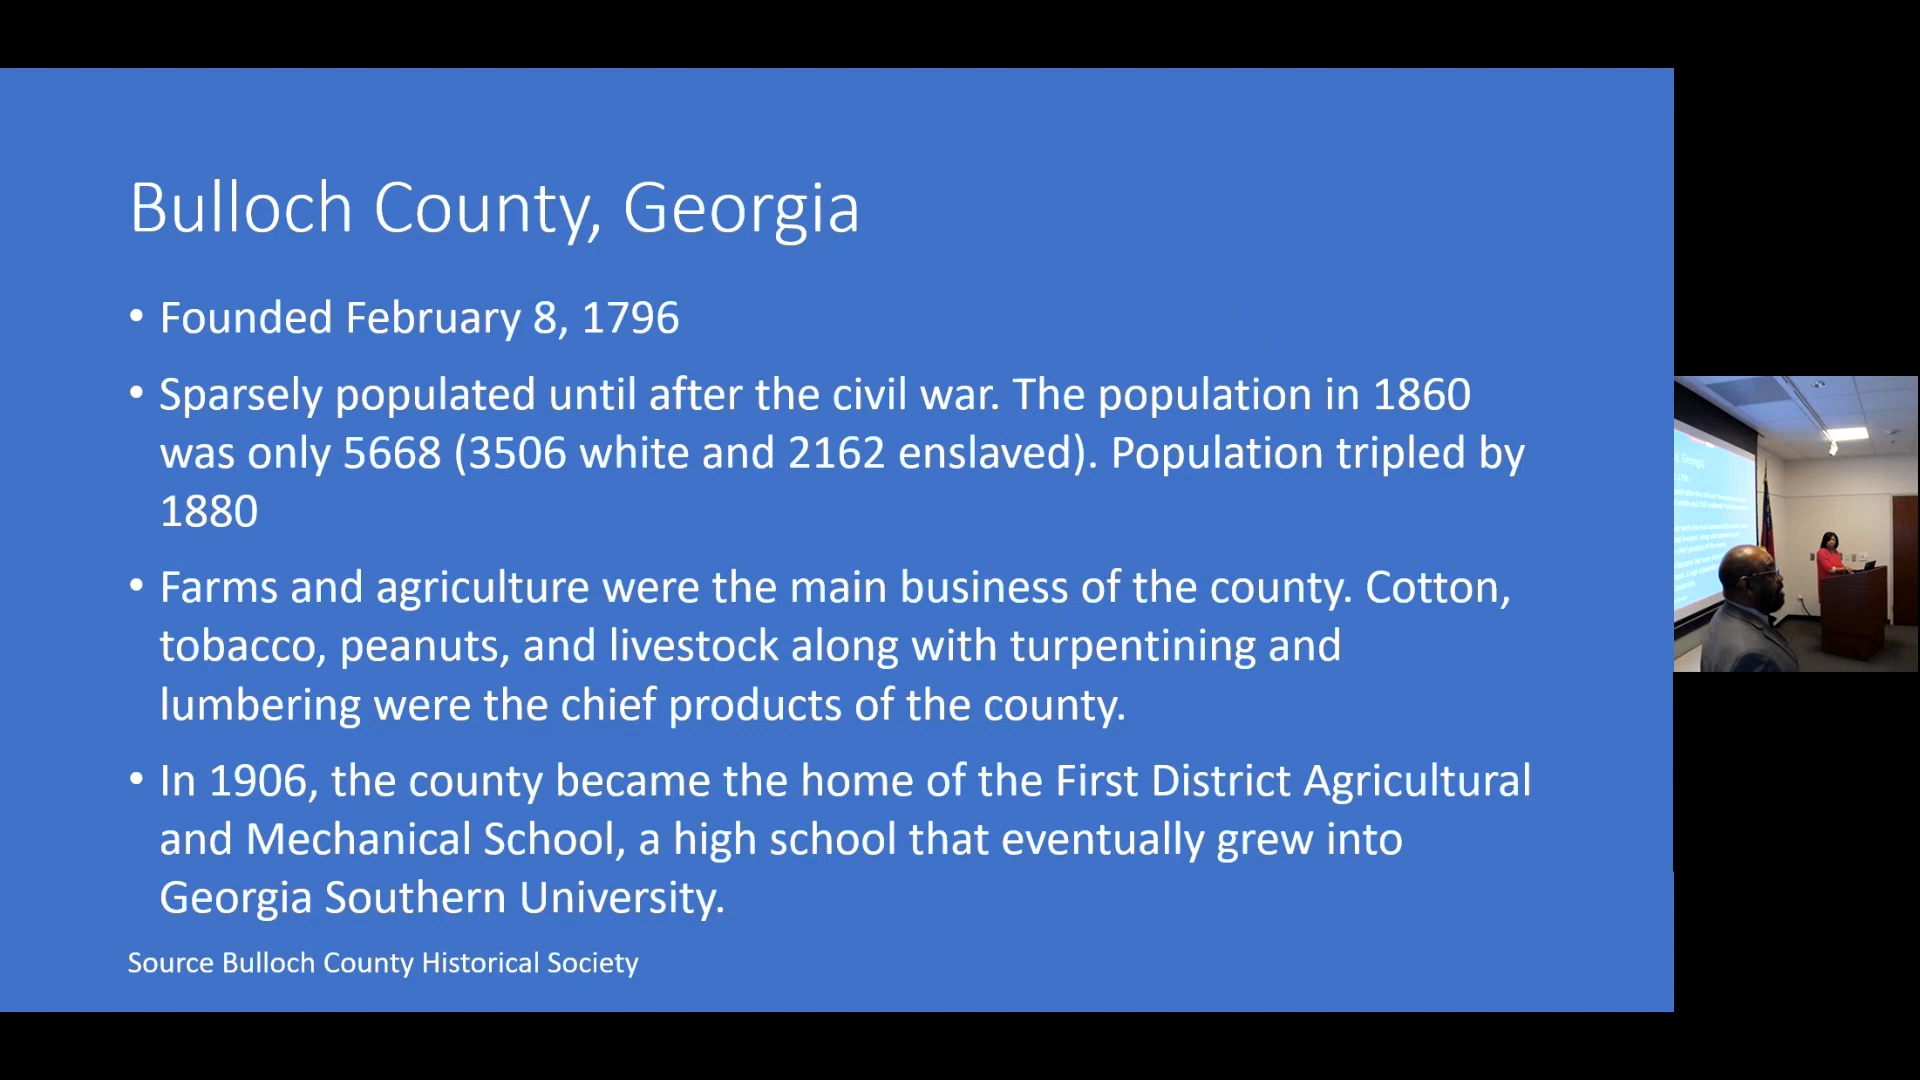 Bulloch County, Georgia
• Founded February 8, 1796
• Sparsely populated until after the civil war. The population in 1860
was only 5668 (3506 white and 2162 enslaved). Population tripled by
1880
• Farms and agriculture were the main business of the county. Cotton,
tobacco, peanuts, and livestock along with turpentining and
lumbering were the chief products of the county.
• In 1906, the county became the home of the First District Agricultural
and Mechanical School, a high school that eventually grew into
Georgia Southern University.
Source Bulloch County Historical Society